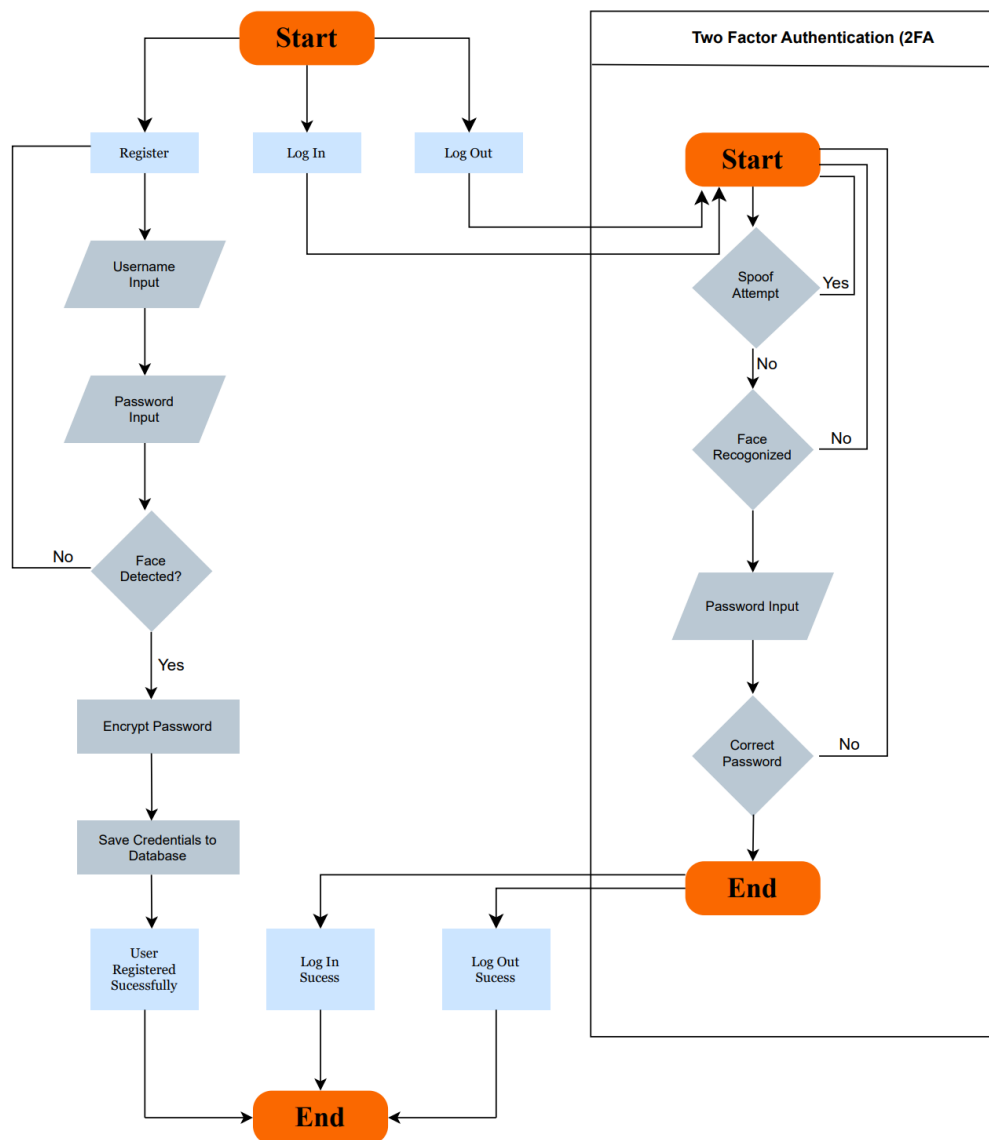 Start
Two Factor Authentication (2FA
Register
Log In
Log Out
Start
Username
Input
Spoof
Attempt
Yes
No
Password
Input
Face
Recogonized
No
Face
Detected?
No
Password Input
Yes
Encrypt Password
Correct
Password
No
Save Credentials to
Database
End
User
Registered
Sucessfully
Log In
Sucess
Log Out
Sucess
End